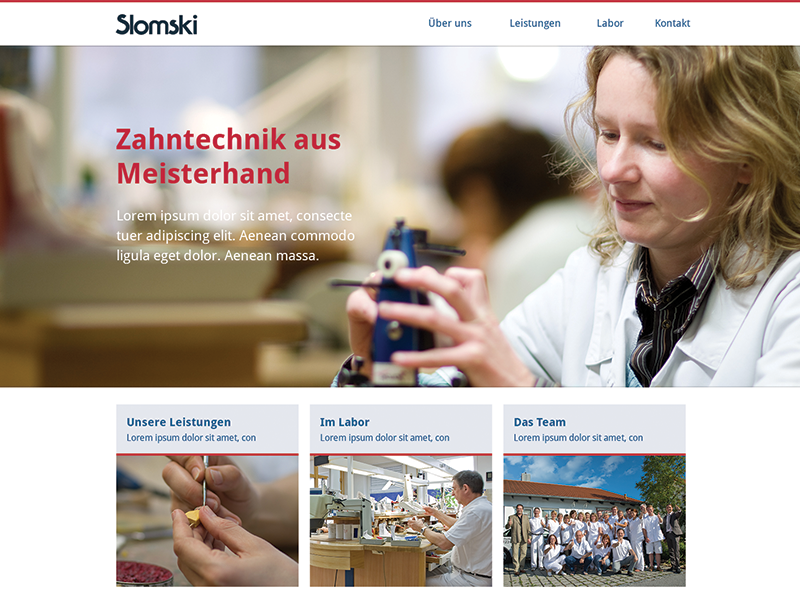 Slomski
Über uns Leistungen Labor Kontakt
Zahntechnik aus
Meisterhand
Lorem ipsum dolor sit amet, consecte
tuer adipiscing elit. Aenean commodo
ligula eget dolor. Aenean massa.
Unsere Leistungen
Lorem ipsum dolor sit amet, con
Im Labor
Lorem ipsum dolor sit amet, con
Das Team
Lorem ipsum dolor sit amet, con